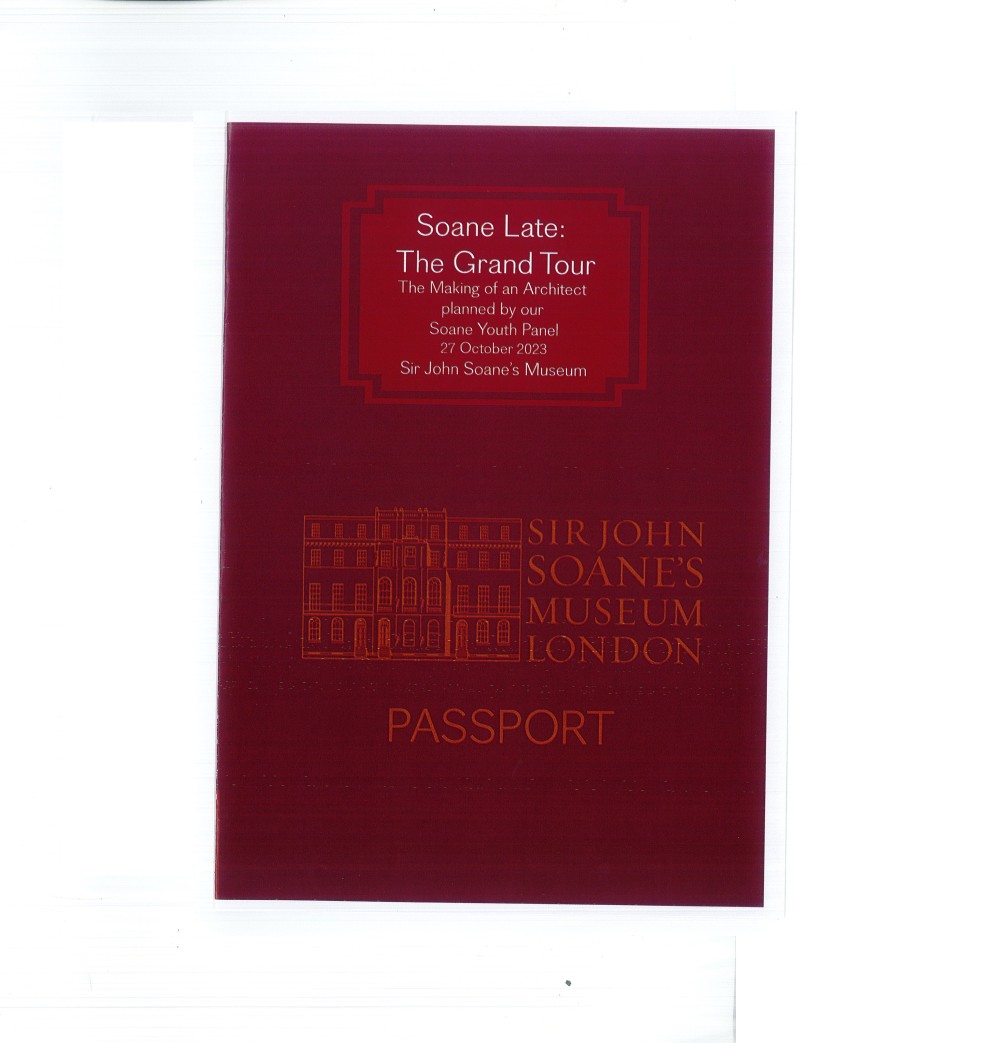 Soane Late:
The Grand Tour
The Making of an Architect
planned by our
Soane Youth Panel
27 October 2023
Sir John Soane's Museum
SIR JOHN
SOANE'S
MUSEUM
LONDON
PASSPORT